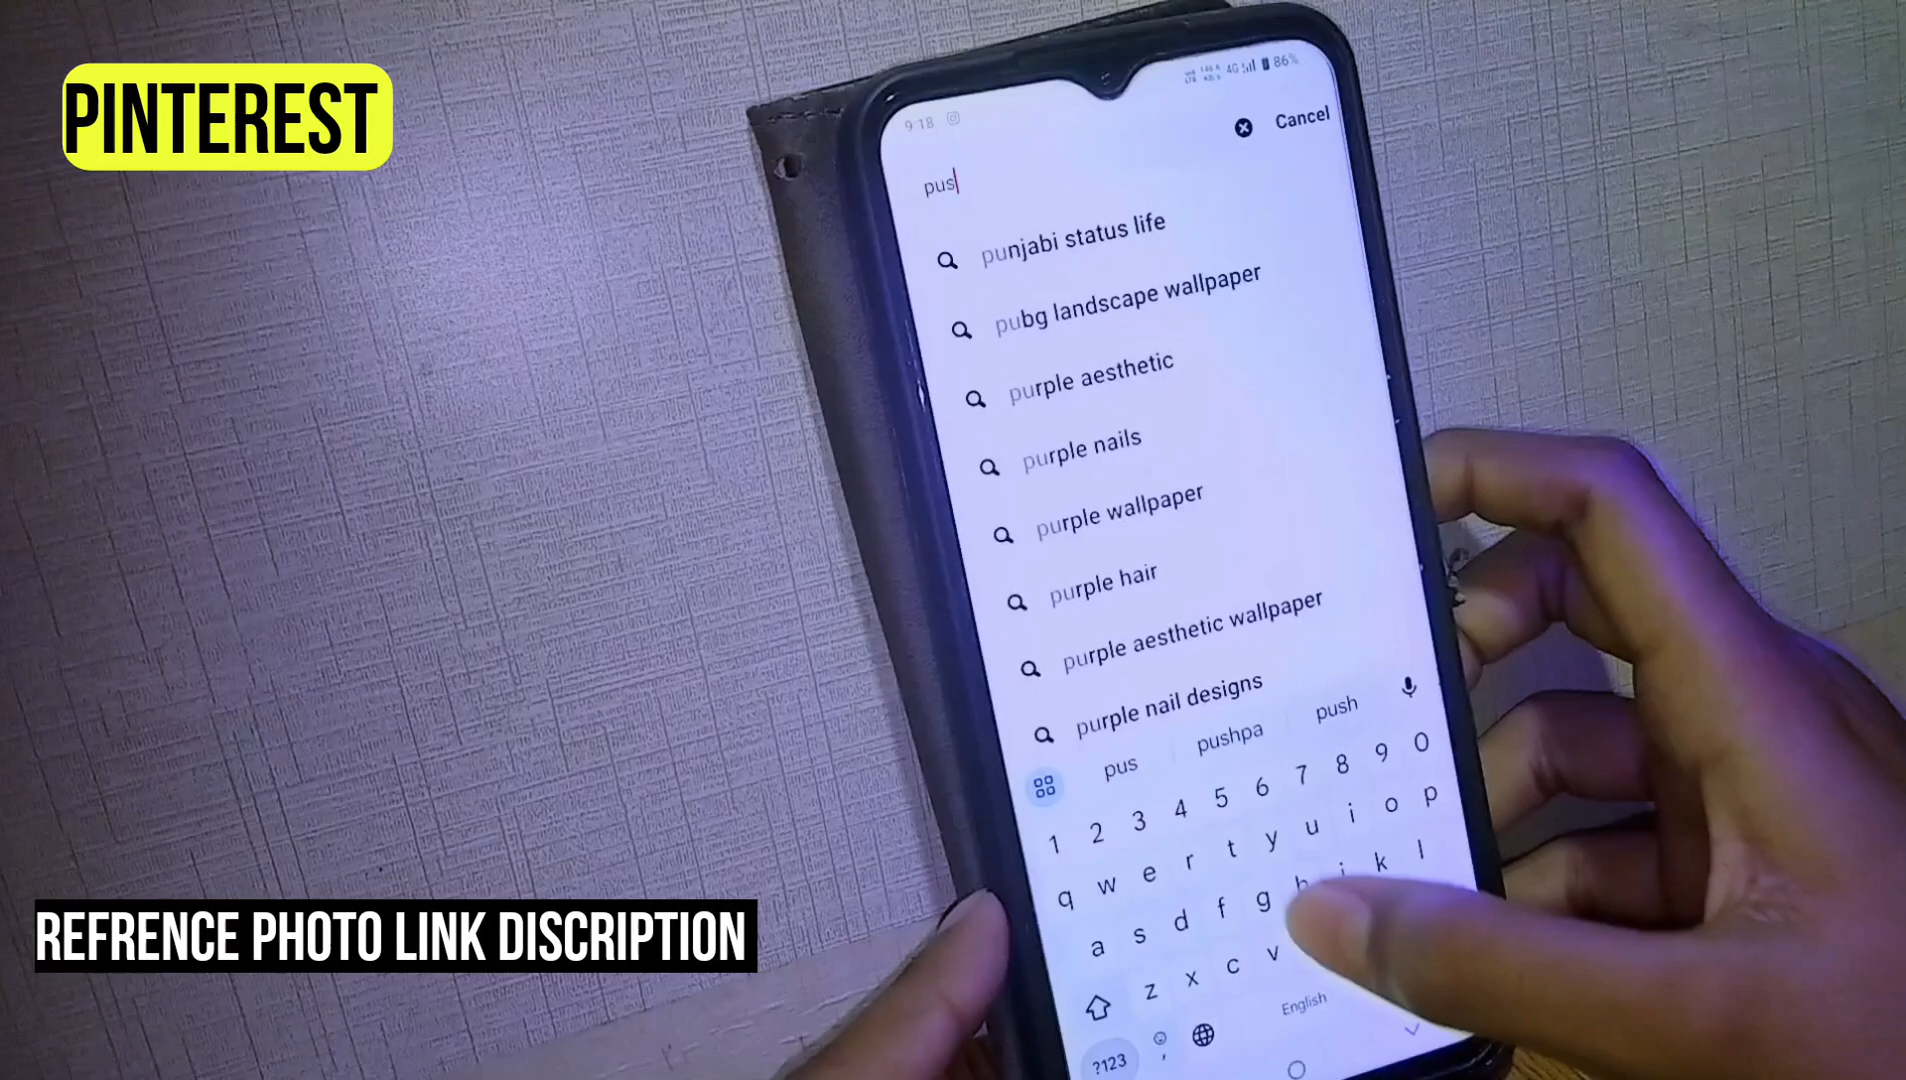 PINTEREST
9:18
4G 86%
Cancel
pus
punjabi status life
pubg landscape wallpaper
purple aesthetic
purple nails
purple wallpaper
purple hair
purple aesthetic wallpaper
purple nail designs
pus pushpa push
1 2 3 4 5 6 7 8 9 0
q w e r t y u i o p
a s d f g h j k l
z x c v
?123 , English
REFRENCE PHOTO LINK DISCRIPTION